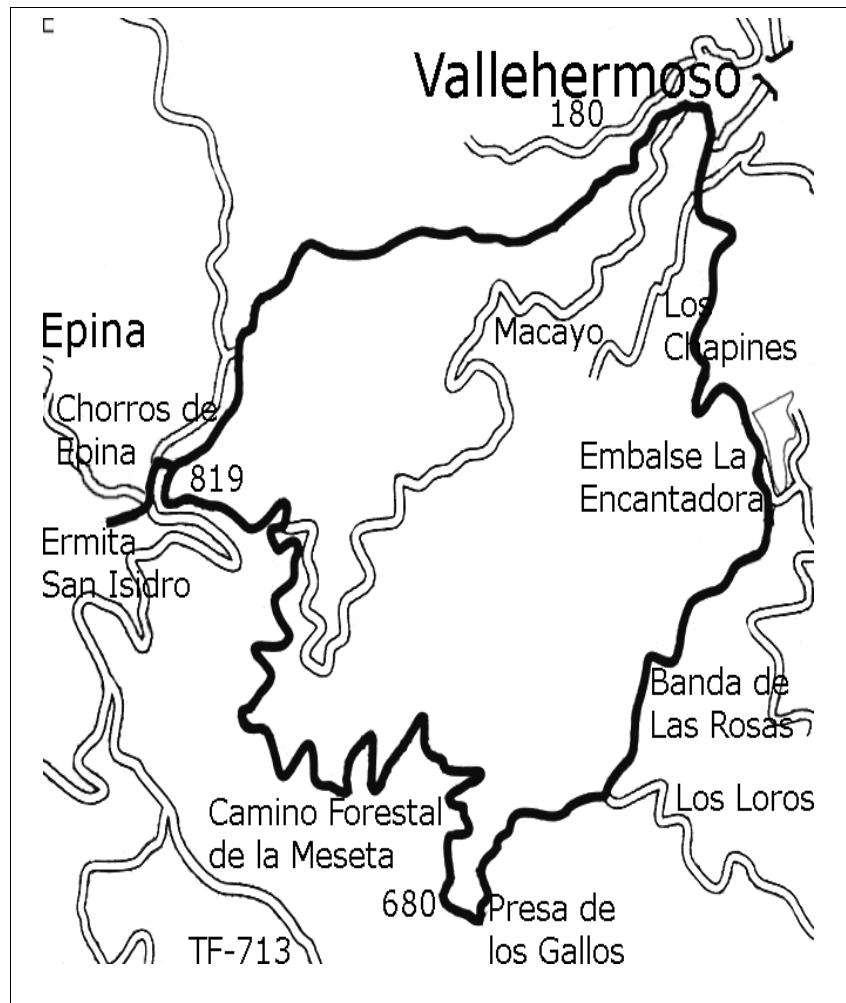 Vallehermoso
180
Epina
Macayo
Los
Chapines
Chorros de
Epina
819
Embalse La
Encantadora
Ermita
San Isidro
Banda de
Las Rosas
Los Loros
Camino Forestal
de la Meseta
680
Presa de
los Gallos
TF-713